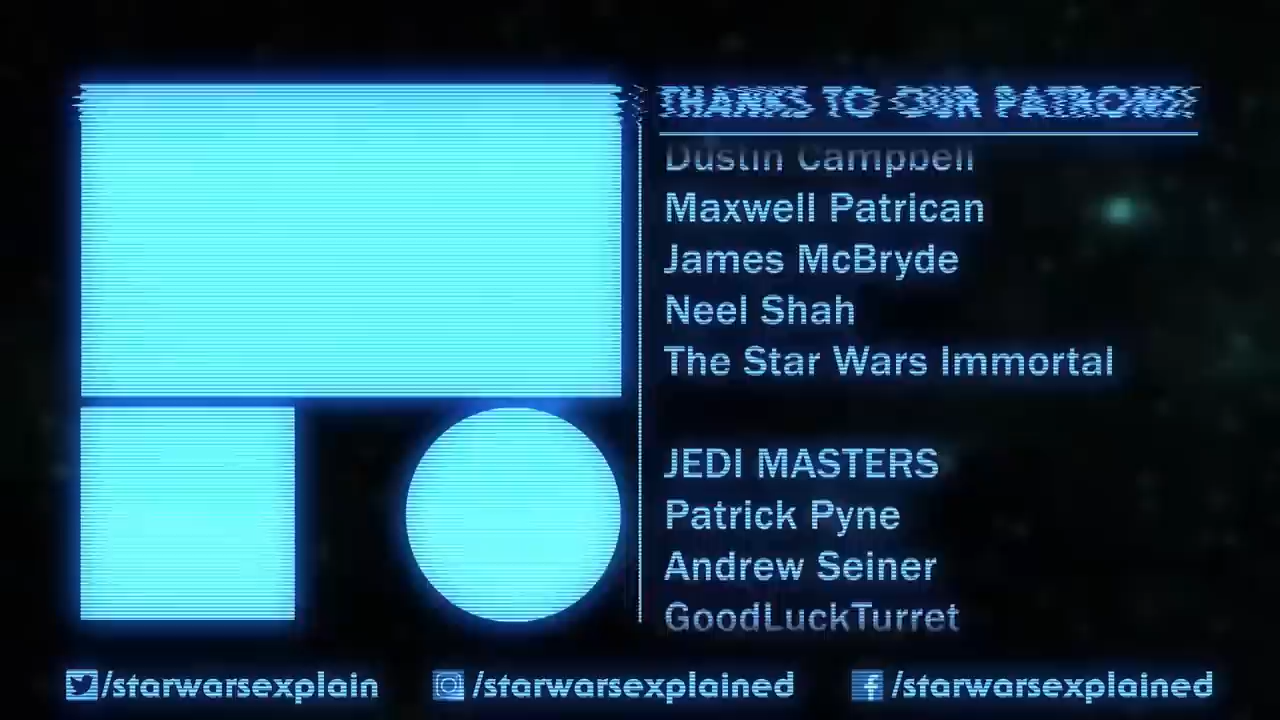 THANKS TO OUR PATRONS:
Dustin Campbell
Maxwell Patrican
James McBryde
Neel Shah
The Star Wars Immortal
JEDI MASTERS
Patrick Pyne
Andrew Seiner
GoodLuckTurret
/starwarsexplain
/starwarsexplained
/starwarsexplained